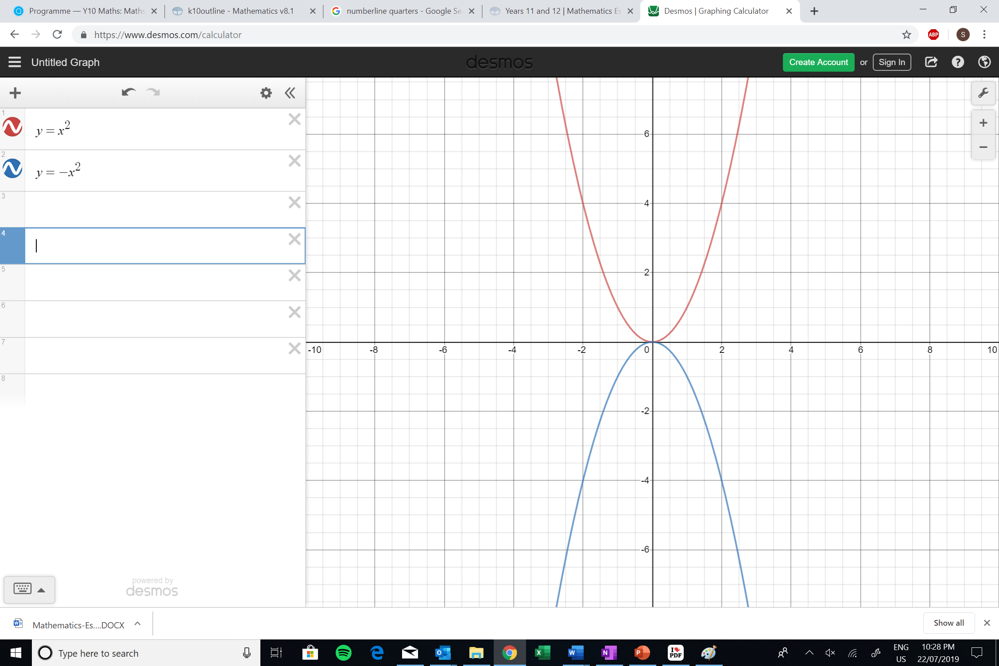 Programme — Y10 Maths: Maths
k10outline - Mathematics v8.1
numberline quarters - Google Se
Years 11 and 12 | Mathematics Es
Desmos | Graphing Calculator
https://www.desmos.com/calculator
ABP
S
Untitled Graph
desmos
Create Account or Sign In
1
y = x²
2
y = −x²
3
4
5
6
7
8
6
4
2
-10 -8 -6 -4 -2 0 2 4 6 8 10
-2
-4
-6
powered by
desmos
Mathematics-Es....DOCX
Show all
Type here to search
I PDF
ENG
US
10:28 PM
22/07/2019